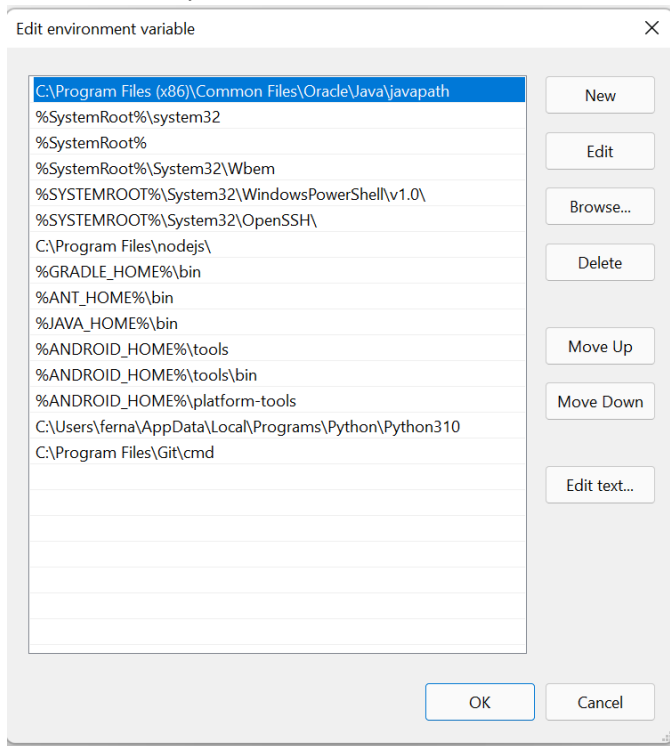 Edit environment variable
C:\Program Files (x86)\Common Files\Oracle\Java\javapath
New
%SystemRoot%\system32
%SystemRoot%
Edit
%SystemRoot%\System32\Wbem
%SYSTEMROOT%\System32\WindowsPowerShell\v1.0\
Browse...
%SYSTEMROOT%\System32\OpenSSH\
C:\Program Files\nodejs\
Delete
%GRADLE_HOME%\bin
%ANT_HOME%\bin
%JAVA_HOME%\bin
%ANDROID_HOME%\tools
Move Up
%ANDROID_HOME%\tools\bin
%ANDROID_HOME%\platform-tools
Move Down
C:\Users\ferna\AppData\Local\Programs\Python\Python310
C:\Program Files\Git\cmd
Edit text...
OK
Cancel